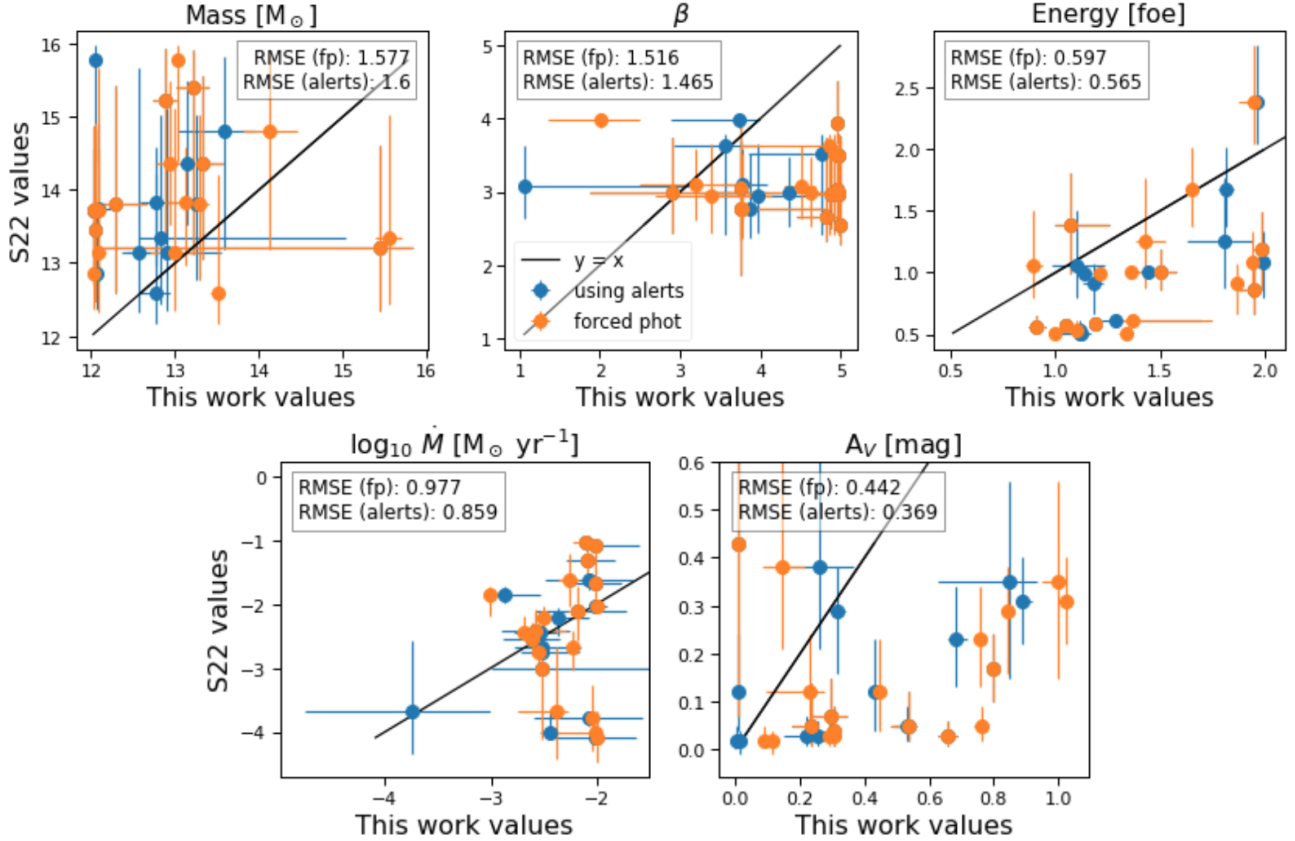 Mass [M⊙]
RMSE (fp): 1.577
RMSE (alerts): 1.6
S22 values
16
15
14
13
12
12 13 14 15 16
This work values
β
RMSE (fp): 1.516
RMSE (alerts): 1.465
5
4
3
2
1
y = x
using alerts
forced phot
1 2 3 4 5
This work values
Energy [foe]
RMSE (fp): 0.597
RMSE (alerts): 0.565
2.5
2.0
1.5
1.0
0.5
0.5 1.0 1.5 2.0
This work values
log₁₀ Ṁ [M⊙ yr⁻¹]
RMSE (fp): 0.977
RMSE (alerts): 0.859
S22 values
0
−1
−2
−3
−4
−4 −3 −2
This work values
A_V [mag]
RMSE (fp): 0.442
RMSE (alerts): 0.369
0.6
0.5
0.4
0.3
0.2
0.1
0.0
0.0 0.2 0.4 0.6 0.8 1.0
This work values